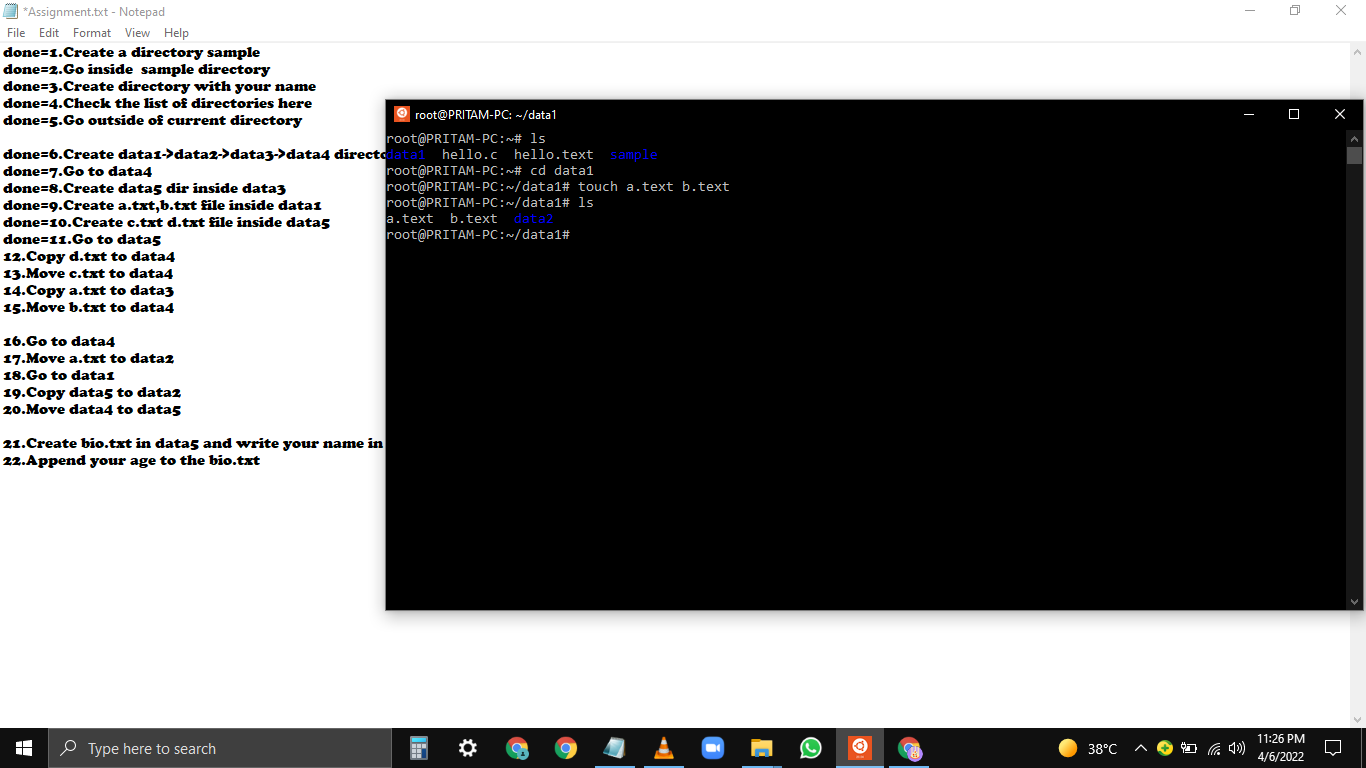 *Assignment.txt - Notepad
File Edit Format View Help
done=1.Create a directory sample
done=2.Go inside  sample directory
done=3.Create directory with your name
done=4.Check the list of directories here
done=5.Go outside of current directory
done=6.Create data1->data2->data3->data4 directo
done=7.Go to data4
done=8.Create data5 dir inside data3
done=9.Create a.txt,b.txt file inside data1
done=10.Create c.txt d.txt file inside data5
done=11.Go to data5
12.Copy d.txt to data4
13.Move c.txt to data4
14.Copy a.txt to data3
15.Move b.txt to data4
16.Go to data4
17.Move a.txt to data2
18.Go to data1
19.Copy data5 to data2
20.Move data4 to data5
21.Create bio.txt in data5 and write your name in
22.Append your age to the bio.txt
root@PRITAM-PC: ~/data1
root@PRITAM-PC:~# ls
data1  hello.c  hello.text  sample
root@PRITAM-PC:~# cd data1
root@PRITAM-PC:~/data1# touch a.text b.text
root@PRITAM-PC:~/data1# ls
a.text  b.text  data2
root@PRITAM-PC:~/data1#
Type here to search
38°C
11:26 PM
4/6/2022